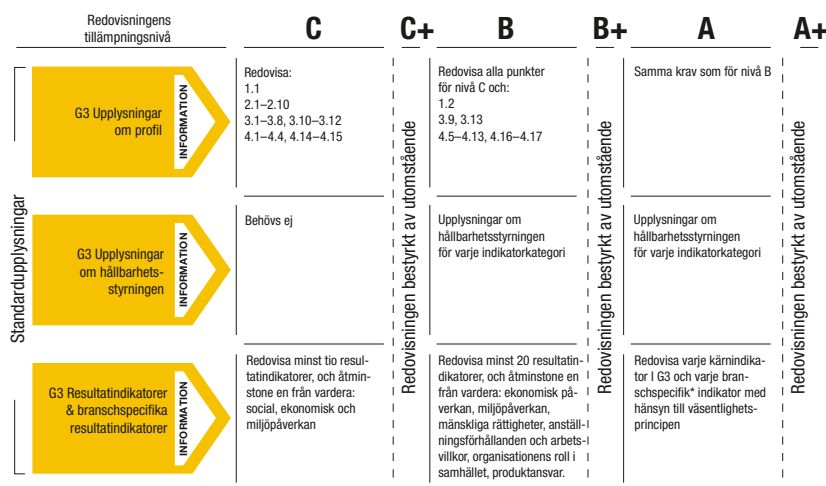 Redovisningens
tillämpningsnivå
C
C+
B
B+
A
A+
Standardupplysningar
G3 Upplysningar
om profil
INFORMATION
Redovisa:
1.1
2.1–2.10
3.1–3.8, 3.10–3.12
4.1–4.4, 4.14–4.15
Redovisa alla punkter
för nivå C och:
1.2
3.9, 3.13
4.5–4.13, 4.16–4.17
Samma krav som för nivå B
G3 Upplysningar
om hållbarhets-
styrningen
INFORMATION
Behövs ej
Upplysningar om
hållbarhetsstyrningen
för varje indikatorkategori
Upplysningar om
hållbarhetsstyrningen
för varje indikatorkategori
G3 Resultatindikatorer
& branschspecifika
resultatindikatorer
INFORMATION
Redovisa minst tio resul-
tatindikatorer, och åtmin-
stone en från vardera:
social, ekonomisk och
miljöpåverkan
Redovisa minst 20 resultatin-
dikatorer, och åtminstone en
från vardera: ekonomisk på-
verkan, miljöpåverkan,
mänskliga rättigheter, anställ-
ningsförhållanden och arbets-
villkor, organisationens roll i
samhället, produktansvar.
Redovisa varje kärnindika-
tor I G3 och varje bran-
schspecifik* indikator med
hänsyn till väsentlighets-
principen
Redovisningen bestyrkt av utomstående
Redovisningen bestyrkt av utomstående
Redovisningen bestyrkt av utomstående